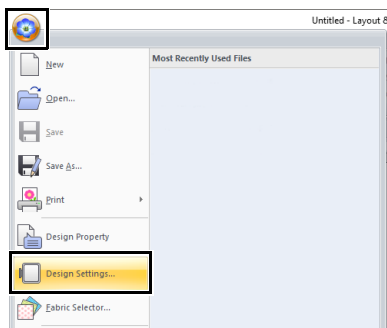 Untitled - Layout &
Most Recently Used Files
New
Open...
Save
Save As...
Print
Design Property
Design Settings...
Fabric Selector...